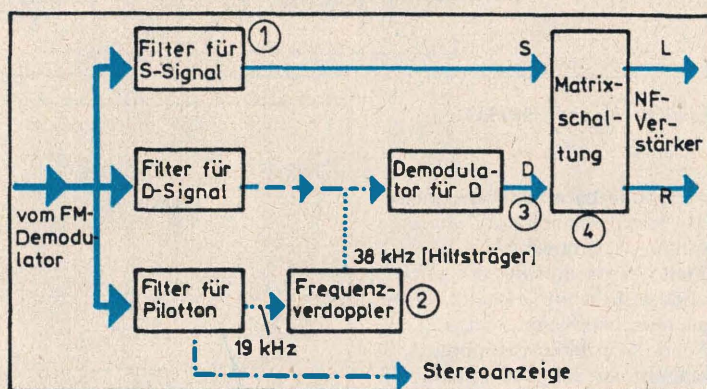 Filter für
S-Signal
1
S
L
Matrix-
schal-
tung
NF-
Ver-
stärker
Filter für
D-Signal
Demodula-
tor für D
D
3
R
4
vom FM-
Demodu-
lator
38 kHz [Hilfsträger]
Filter für
Pilotton
Frequenz-
verdoppler
2
19 kHz
Stereoanzeige